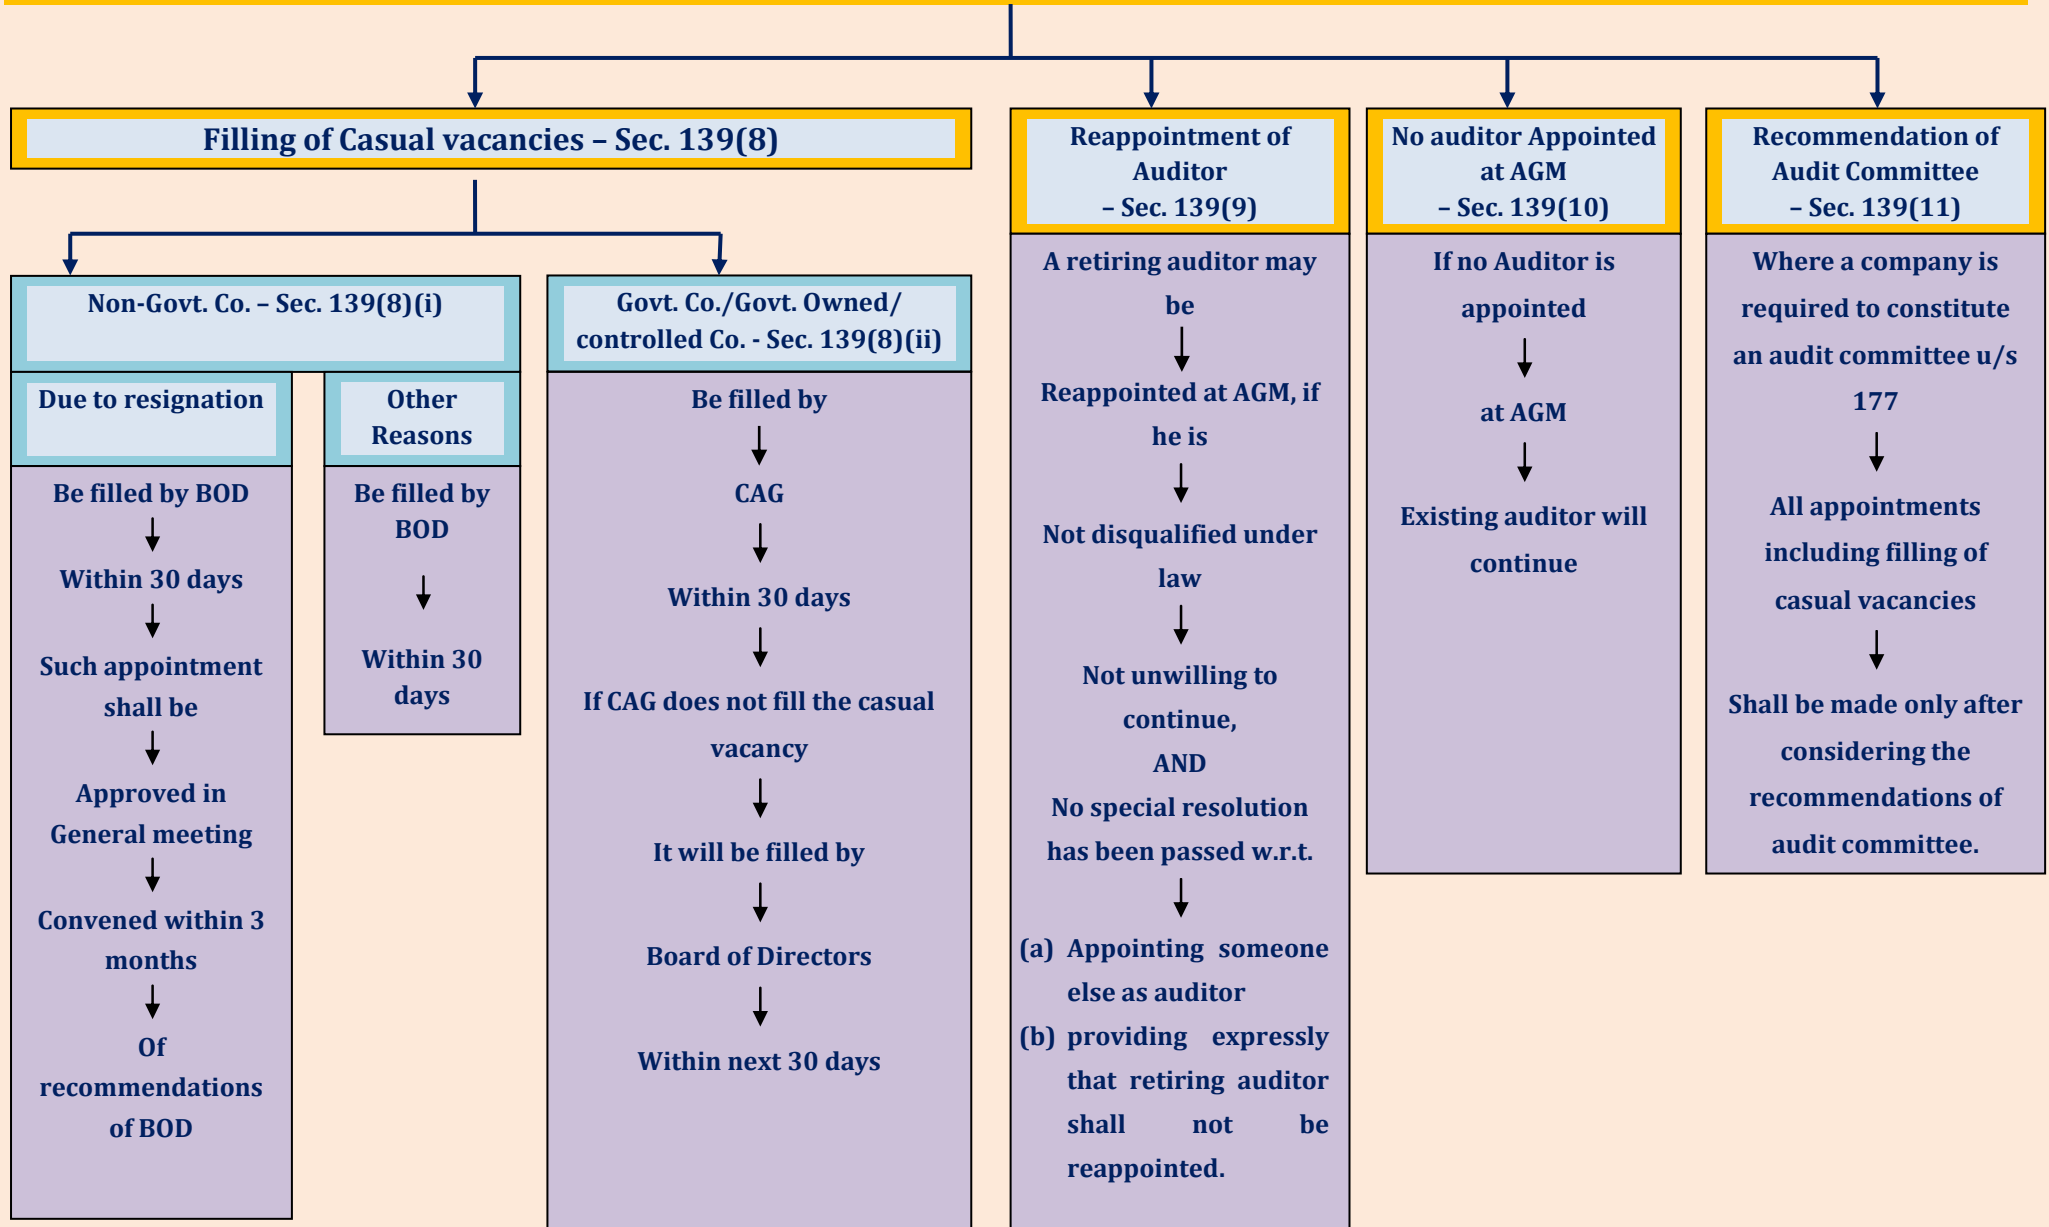 Filling of Casual vacancies – Sec. 139(8)
Non-Govt. Co. – Sec. 139(8)(i)
Due to resignation
Be filled by BOD
Within 30 days
Such appointment
shall be
Approved in
General meeting
Convened within 3
months
Of
recommendations
of BOD
Other
Reasons
Be filled by
BOD
Within 30
days
Govt. Co./Govt. Owned/
controlled Co. - Sec. 139(8)(ii)
Be filled by
CAG
Within 30 days
If CAG does not fill the casual
vacancy
It will be filled by
Board of Directors
Within next 30 days
Reappointment of
Auditor
– Sec. 139(9)
A retiring auditor may
be
Reappointed at AGM, if
he is
Not disqualified under
law
Not unwilling to
continue,
AND
No special resolution
has been passed w.r.t.
(a) Appointing someone
else as auditor
(b) providing expressly
that retiring auditor
shall not be
reappointed.
No auditor Appointed
at AGM
– Sec. 139(10)
If no Auditor is
appointed
at AGM
Existing auditor will
continue
Recommendation of
Audit Committee
– Sec. 139(11)
Where a company is
required to constitute
an audit committee u/s
177
All appointments
including filling of
casual vacancies
Shall be made only after
considering the
recommendations of
audit committee.